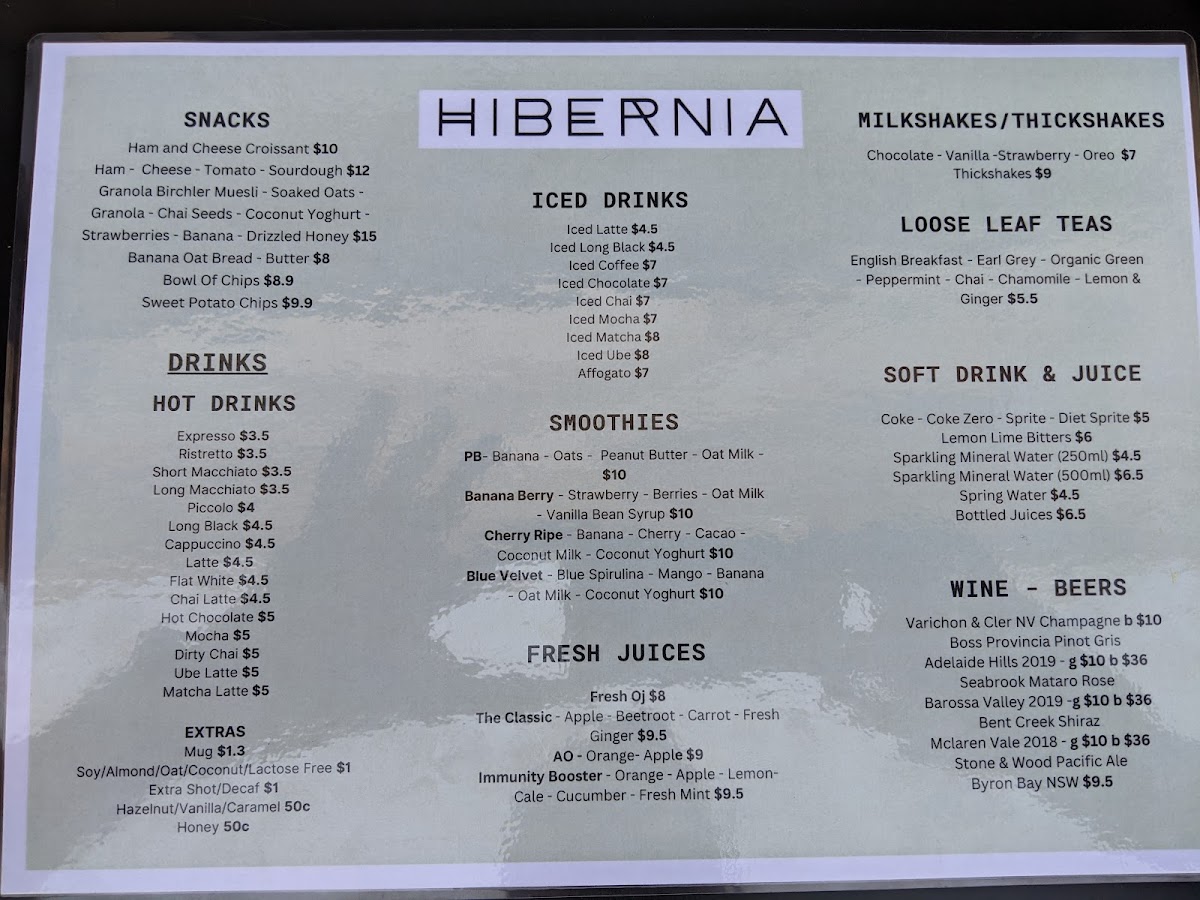 HIBERNIA
SNACKS
Ham and Cheese Croissant $10
Ham - Cheese - Tomato - Sourdough $12
Granola Birchler Muesli - Soaked Oats -
Granola - Chai Seeds - Coconut Yoghurt -
Strawberries - Banana - Drizzled Honey $15
Banana Oat Bread - Butter $8
Bowl Of Chips $8.9
Sweet Potato Chips $9.9
DRINKS
HOT DRINKS
Expresso $3.5
Ristretto $3.5
Short Macchiato $3.5
Long Macchiato $3.5
Piccolo $4
Long Black $4.5
Cappuccino $4.5
Latte $4.5
Flat White $4.5
Chai Latte $4.5
Hot Chocolate $5
Mocha $5
Dirty Chai $5
Ube Latte $5
Matcha Latte $5
EXTRAS
Mug $1.3
Soy/Almond/Oat/Coconut/Lactose Free $1
Extra Shot/Decaf $1
Hazelnut/Vanilla/Caramel 50c
Honey 50c
ICED DRINKS
Iced Latte $4.5
Iced Long Black $4.5
Iced Coffee $7
Iced Chocolate $7
Iced Chai $7
Iced Mocha $7
Iced Matcha $8
Iced Ube $8
Affogato $7
SMOOTHIES
PB- Banana - Oats - Peanut Butter - Oat Milk -
$10
Banana Berry - Strawberry - Berries - Oat Milk
- Vanilla Bean Syrup $10
Cherry Ripe - Banana - Cherry - Cacao -
Coconut Milk - Coconut Yoghurt $10
Blue Velvet - Blue Spirulina - Mango - Banana
- Oat Milk - Coconut Yoghurt $10
FRESH JUICES
Fresh Oj $8
The Classic - Apple - Beetroot - Carrot - Fresh
Ginger $9.5
AO - Orange- Apple $9
Immunity Booster - Orange - Apple - Lemon-
Cale - Cucumber - Fresh Mint $9.5
MILKSHAKES/THICKSHAKES
Chocolate - Vanilla -Strawberry - Oreo $7
Thickshakes $9
LOOSE LEAF TEAS
English Breakfast - Earl Grey - Organic Green
- Peppermint - Chai - Chamomile - Lemon &
Ginger $5.5
SOFT DRINK & JUICE
Coke - Coke Zero - Sprite - Diet Sprite $5
Lemon Lime Bitters $6
Sparkling Mineral Water (250ml) $4.5
Sparkling Mineral Water (500ml) $6.5
Spring Water $4.5
Bottled Juices $6.5
WINE - BEERS
Varichon & Cler NV Champagne b $10
Boss Provincia Pinot Gris
Adelaide Hills 2019 - g $10 b $36
Seabrook Mataro Rose
Barossa Valley 2019 -g $10 b $36
Bent Creek Shiraz
Mclaren Vale 2018 - g $10 b $36
Stone & Wood Pacific Ale
Byron Bay NSW $9.5